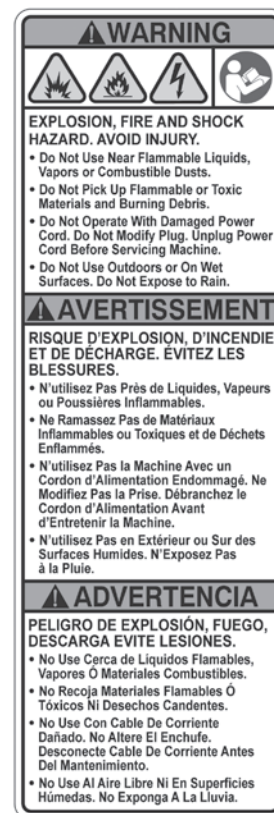 WARNING
EXPLOSION, FIRE AND SHOCK
HAZARD. AVOID INJURY.
• Do Not Use Near Flammable Liquids,
Vapors or Combustible Dusts.
• Do Not Pick Up Flammable or Toxic
Materials and Burning Debris.
• Do Not Operate With Damaged Power
Cord. Do Not Modify Plug. Unplug Power
Cord Before Servicing Machine.
• Do Not Use Outdoors or On Wet
Surfaces. Do Not Expose to Rain.
AVERTISSEMENT
RISQUE D'EXPLOSION, D'INCENDIE
ET DE DÉCHARGE. ÉVITEZ LES
BLESSURES.
• N'utilisez Pas Près de Liquides, Vapeurs
ou Poussières Inflammables.
• Ne Ramassez Pas de Matériaux
Inflammables ou Toxiques et de Déchets
Enflammés.
• N'utilisez Pas la Machine Avec un
Cordon d'Alimentation Endommagé. Ne
Modifiez Pas la Prise. Débranchez le
Cordon d'Alimentation Avant
d'Entretenir la Machine.
• N'utilisez Pas en Extérieur ou Sur des
Surfaces Humides. N'Exposez Pas
à la Pluie.
ADVERTENCIA
PELIGRO DE EXPLOSIÓN, FUEGO,
DESCARGA EVITE LESIONES.
• No Use Cerca de Liquidos Flamables,
Vapores Ó Materiales Combustibles.
• No Recoja Materiales Flamables Ó
Tóxicos Ni Desechos Candentes.
• No Use Con Cable De Corriente
Dañado. No Altere El Enchufe.
Desconecte Cable De Corriente Antes
Del Mantenimiento.
• No Use Al Aire Libre Ni En Superficies
Húmedas. No Exponga A La Lluvia.